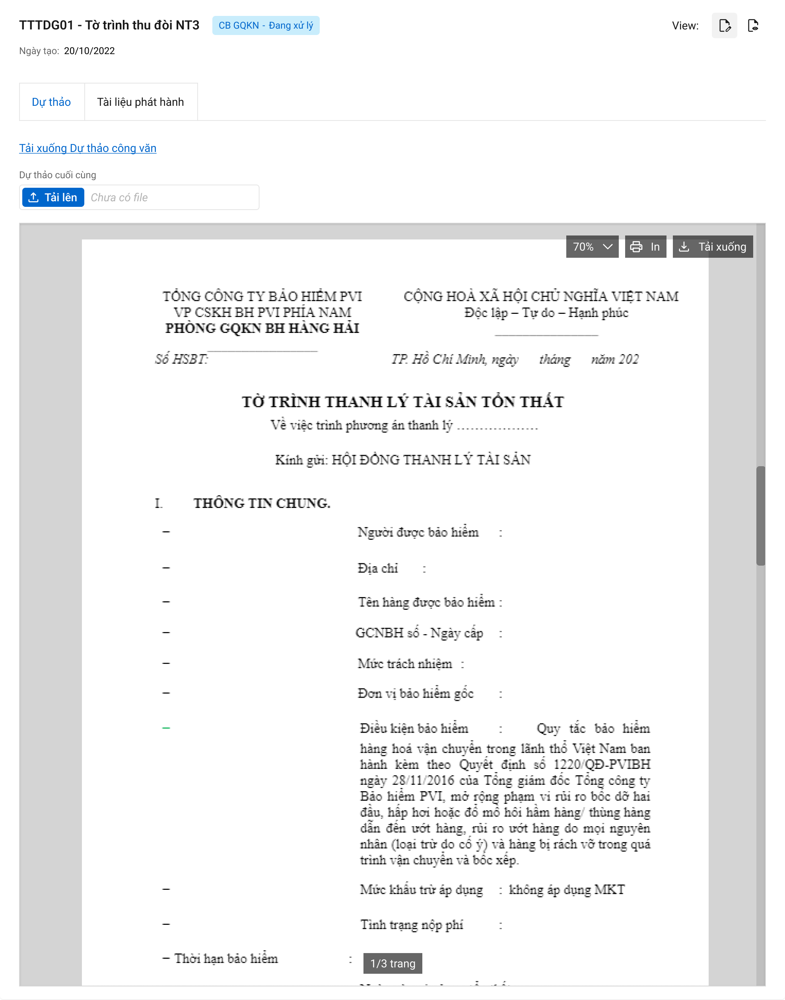 TTTDG01 - Tờ trình thu đòi NT3 CB GQKN - Đang xử lý View:
Ngày tạo: 20/10/2022
Dự thảo Tài liệu phát hành
Tải xuống Dự thảo công văn
Dự thảo cuối cùng
Tải lên Chưa có file
70% In Tải xuống
TỔNG CÔNG TY BẢO HIỂM PVI CỘNG HOÀ XÃ HỘI CHỦ NGHĨA VIỆT NAM
VP CSKH BH PVI PHÍA NAM Độc lập – Tự do – Hạnh phúc
PHÒNG GQKN BH HÀNG HẢI
Số HSBT: TP. Hồ Chí Minh, ngày tháng năm 202
TỜ TRÌNH THANH LÝ TÀI SẢN TỔN THẤT
Về việc trình phương án thanh lý ...................
Kính gửi: HỘI ĐỒNG THANH LÝ TÀI SẢN
I. THÔNG TIN CHUNG.
– Người được bảo hiểm :
– Địa chỉ :
– Tên hàng được bảo hiểm :
– GCNBH số - Ngày cấp :
– Mức trách nhiệm :
– Đơn vị bảo hiểm gốc :
– Điều kiện bảo hiểm : Quy tắc bảo hiểm
hàng hoá vận chuyển trong lãnh thổ Việt Nam ban
hành kèm theo Quyết định số 1220/QĐ-PVIBH
ngày 28/11/2016 của Tổng giám đốc Tổng công ty
Bảo hiểm PVI, mở rộng phạm vi rủi ro bốc dỡ hai
đầu, hấp hơi hoặc đổ mồ hôi hầm hàng/ thùng hàng
dẫn đến ướt hàng, rủi ro ướt hàng do mọi nguyên
nhân (loại trừ do cố ý) và hàng bị rách vỡ trong quá
trình vận chuyển và bốc xếp.
– Mức khấu trừ áp dụng : không áp dụng MKT
– Tình trạng nộp phí :
– Thời hạn bảo hiểm :
1/3 trang